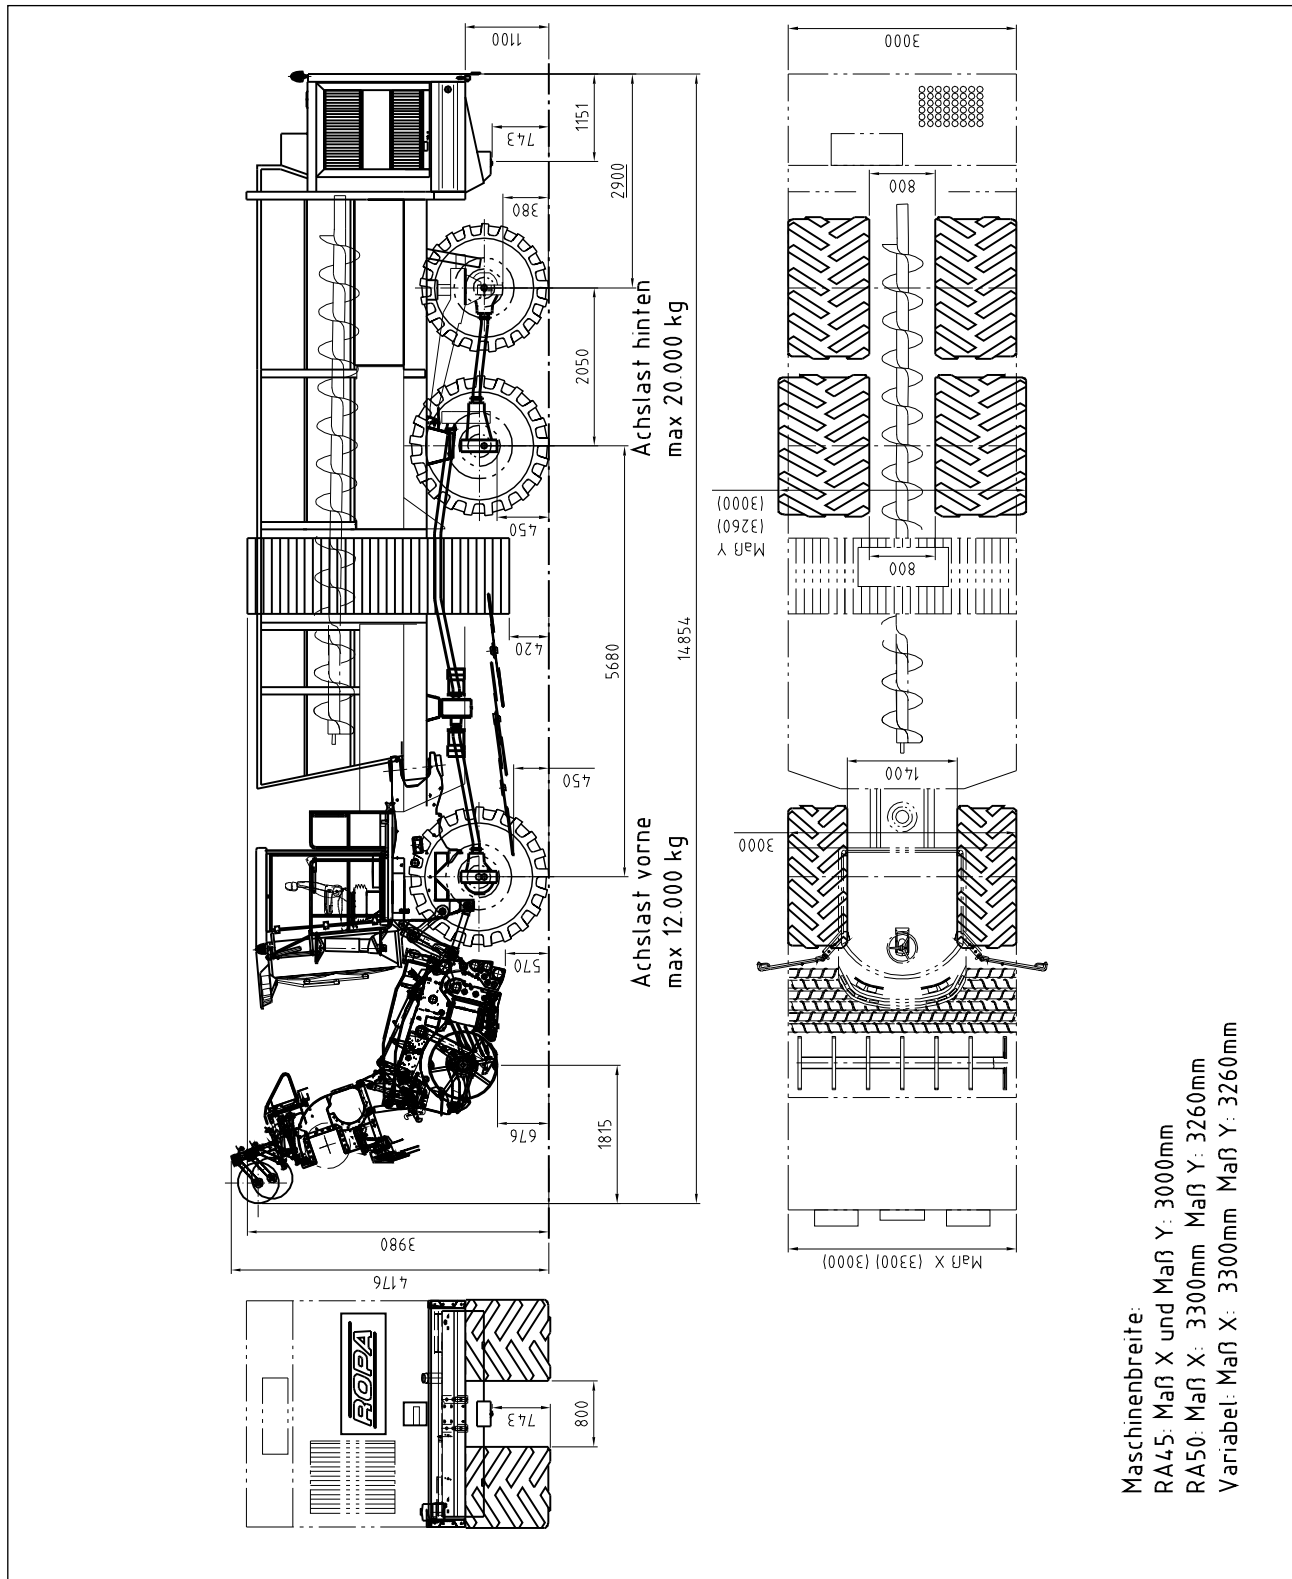 1100
1151
743
2900
380
2050
Achslast hinten
max 20.000 kg
450
420
5680
14854
450
Achslast vorne
max 12.000 kg
570
676
1815
3980
4176
ROPA
743
800
3000
800
Maß Y
(3260)
(3000)
800
1400
3000
Maß X (3300) (3000)
Maschinenbreite:
RA45: Maß X und Maß Y: 3000mm
RA50: Maß X: 3300mm Maß Y: 3260mm
Variabel: Maß X: 3300mm Maß Y: 3260mm